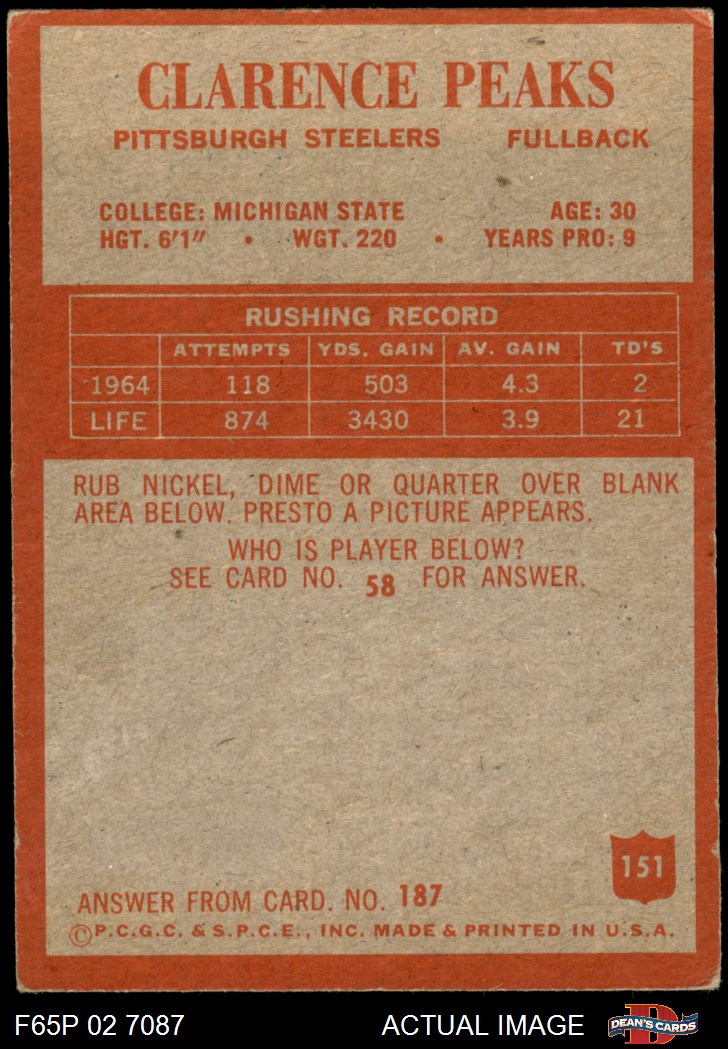 CLARENCE PEAKS
PITTSBURGH STEELERS FULLBACK
COLLEGE: MICHIGAN STATE AGE: 30
HGT. 6'1" • WGT. 220 • YEARS PRO: 9
RUSHING RECORD
ATTEMPTS YDS. GAIN AV. GAIN TD'S
1964 118 503 4.3 2
LIFE 874 3430 3.9 21
RUB NICKEL, DIME OR QUARTER OVER BLANK
AREA BELOW. PRESTO A PICTURE APPEARS.
WHO IS PLAYER BELOW?
SEE CARD NO. 58 FOR ANSWER.
151
ANSWER FROM CARD. NO. 187
©P.C.G.C. & S.P.C.E., INC. MADE & PRINTED IN U.S.A.
F65P 02 7087 ACTUAL IMAGE D DEAN'S CARDS